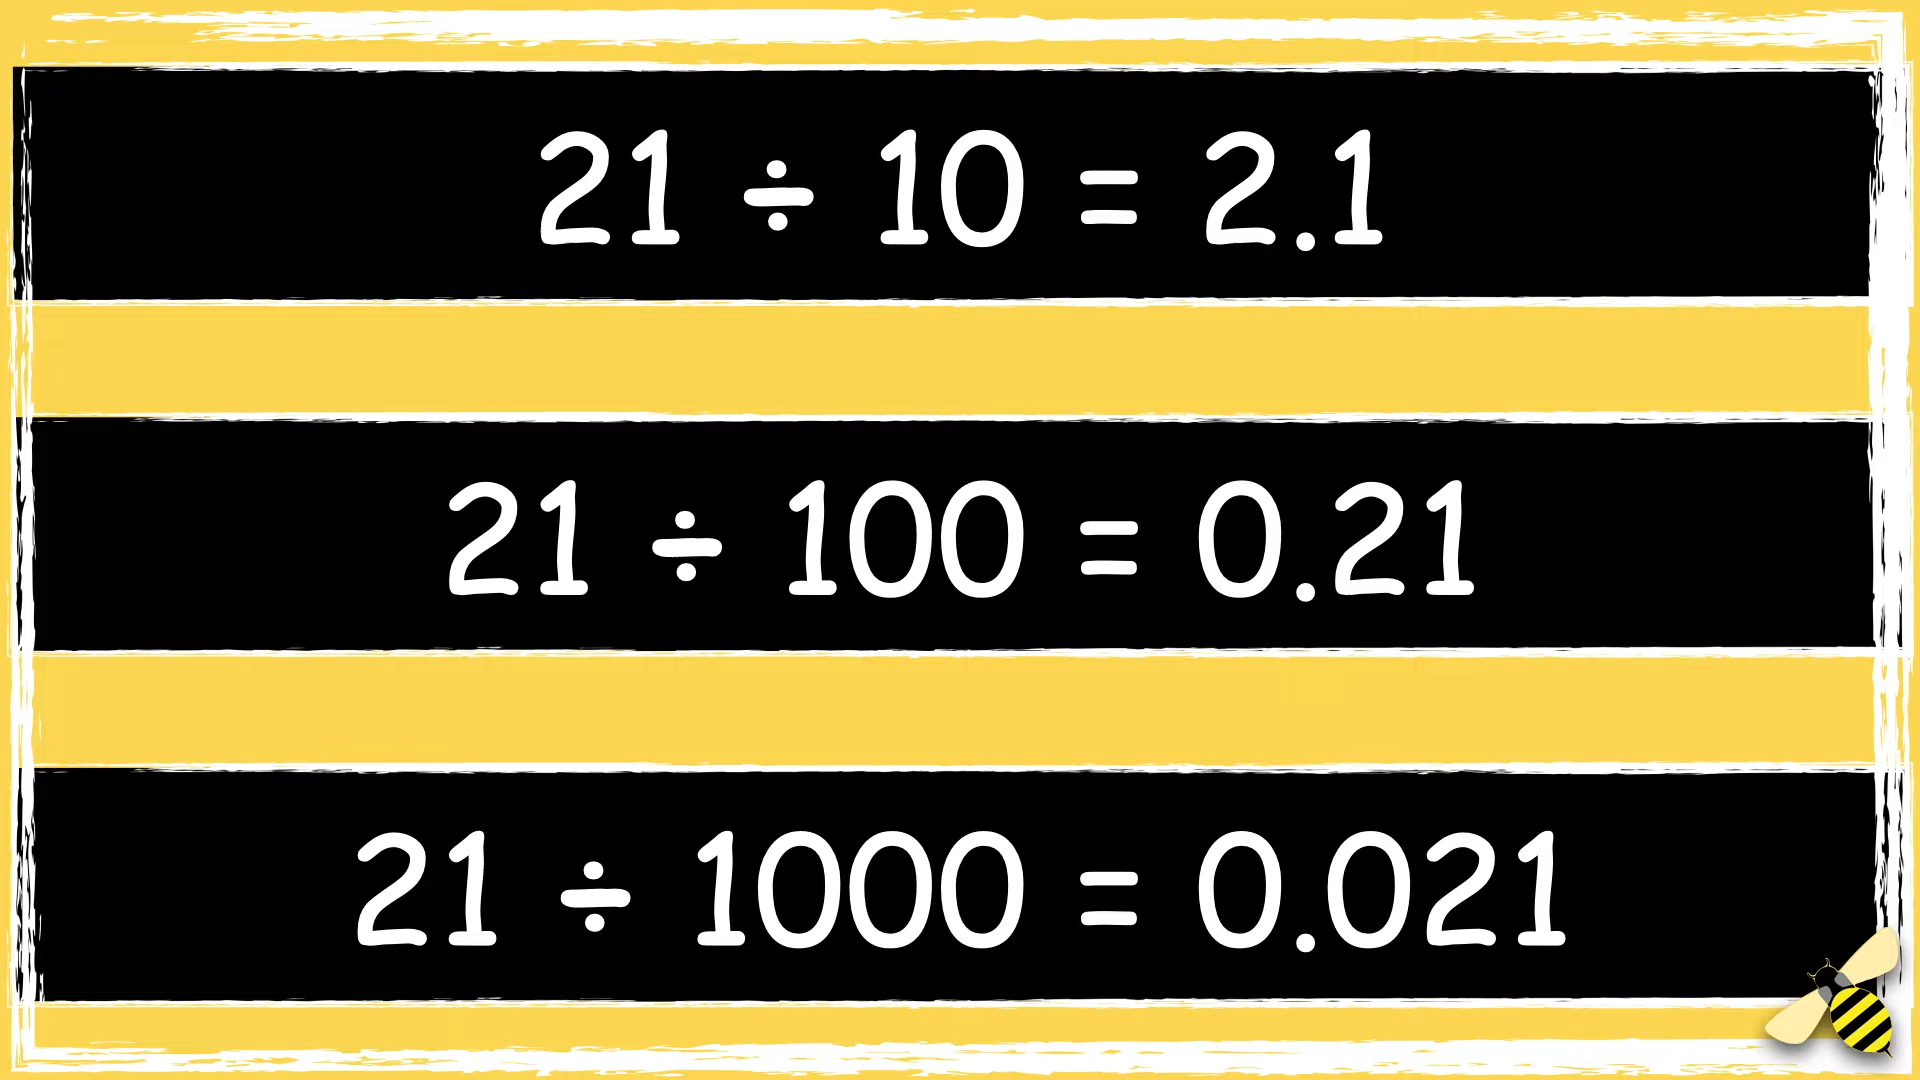 21 ÷ 10 = 2.1
21 ÷ 100 = 0.21
21 ÷ 1000 = 0.021